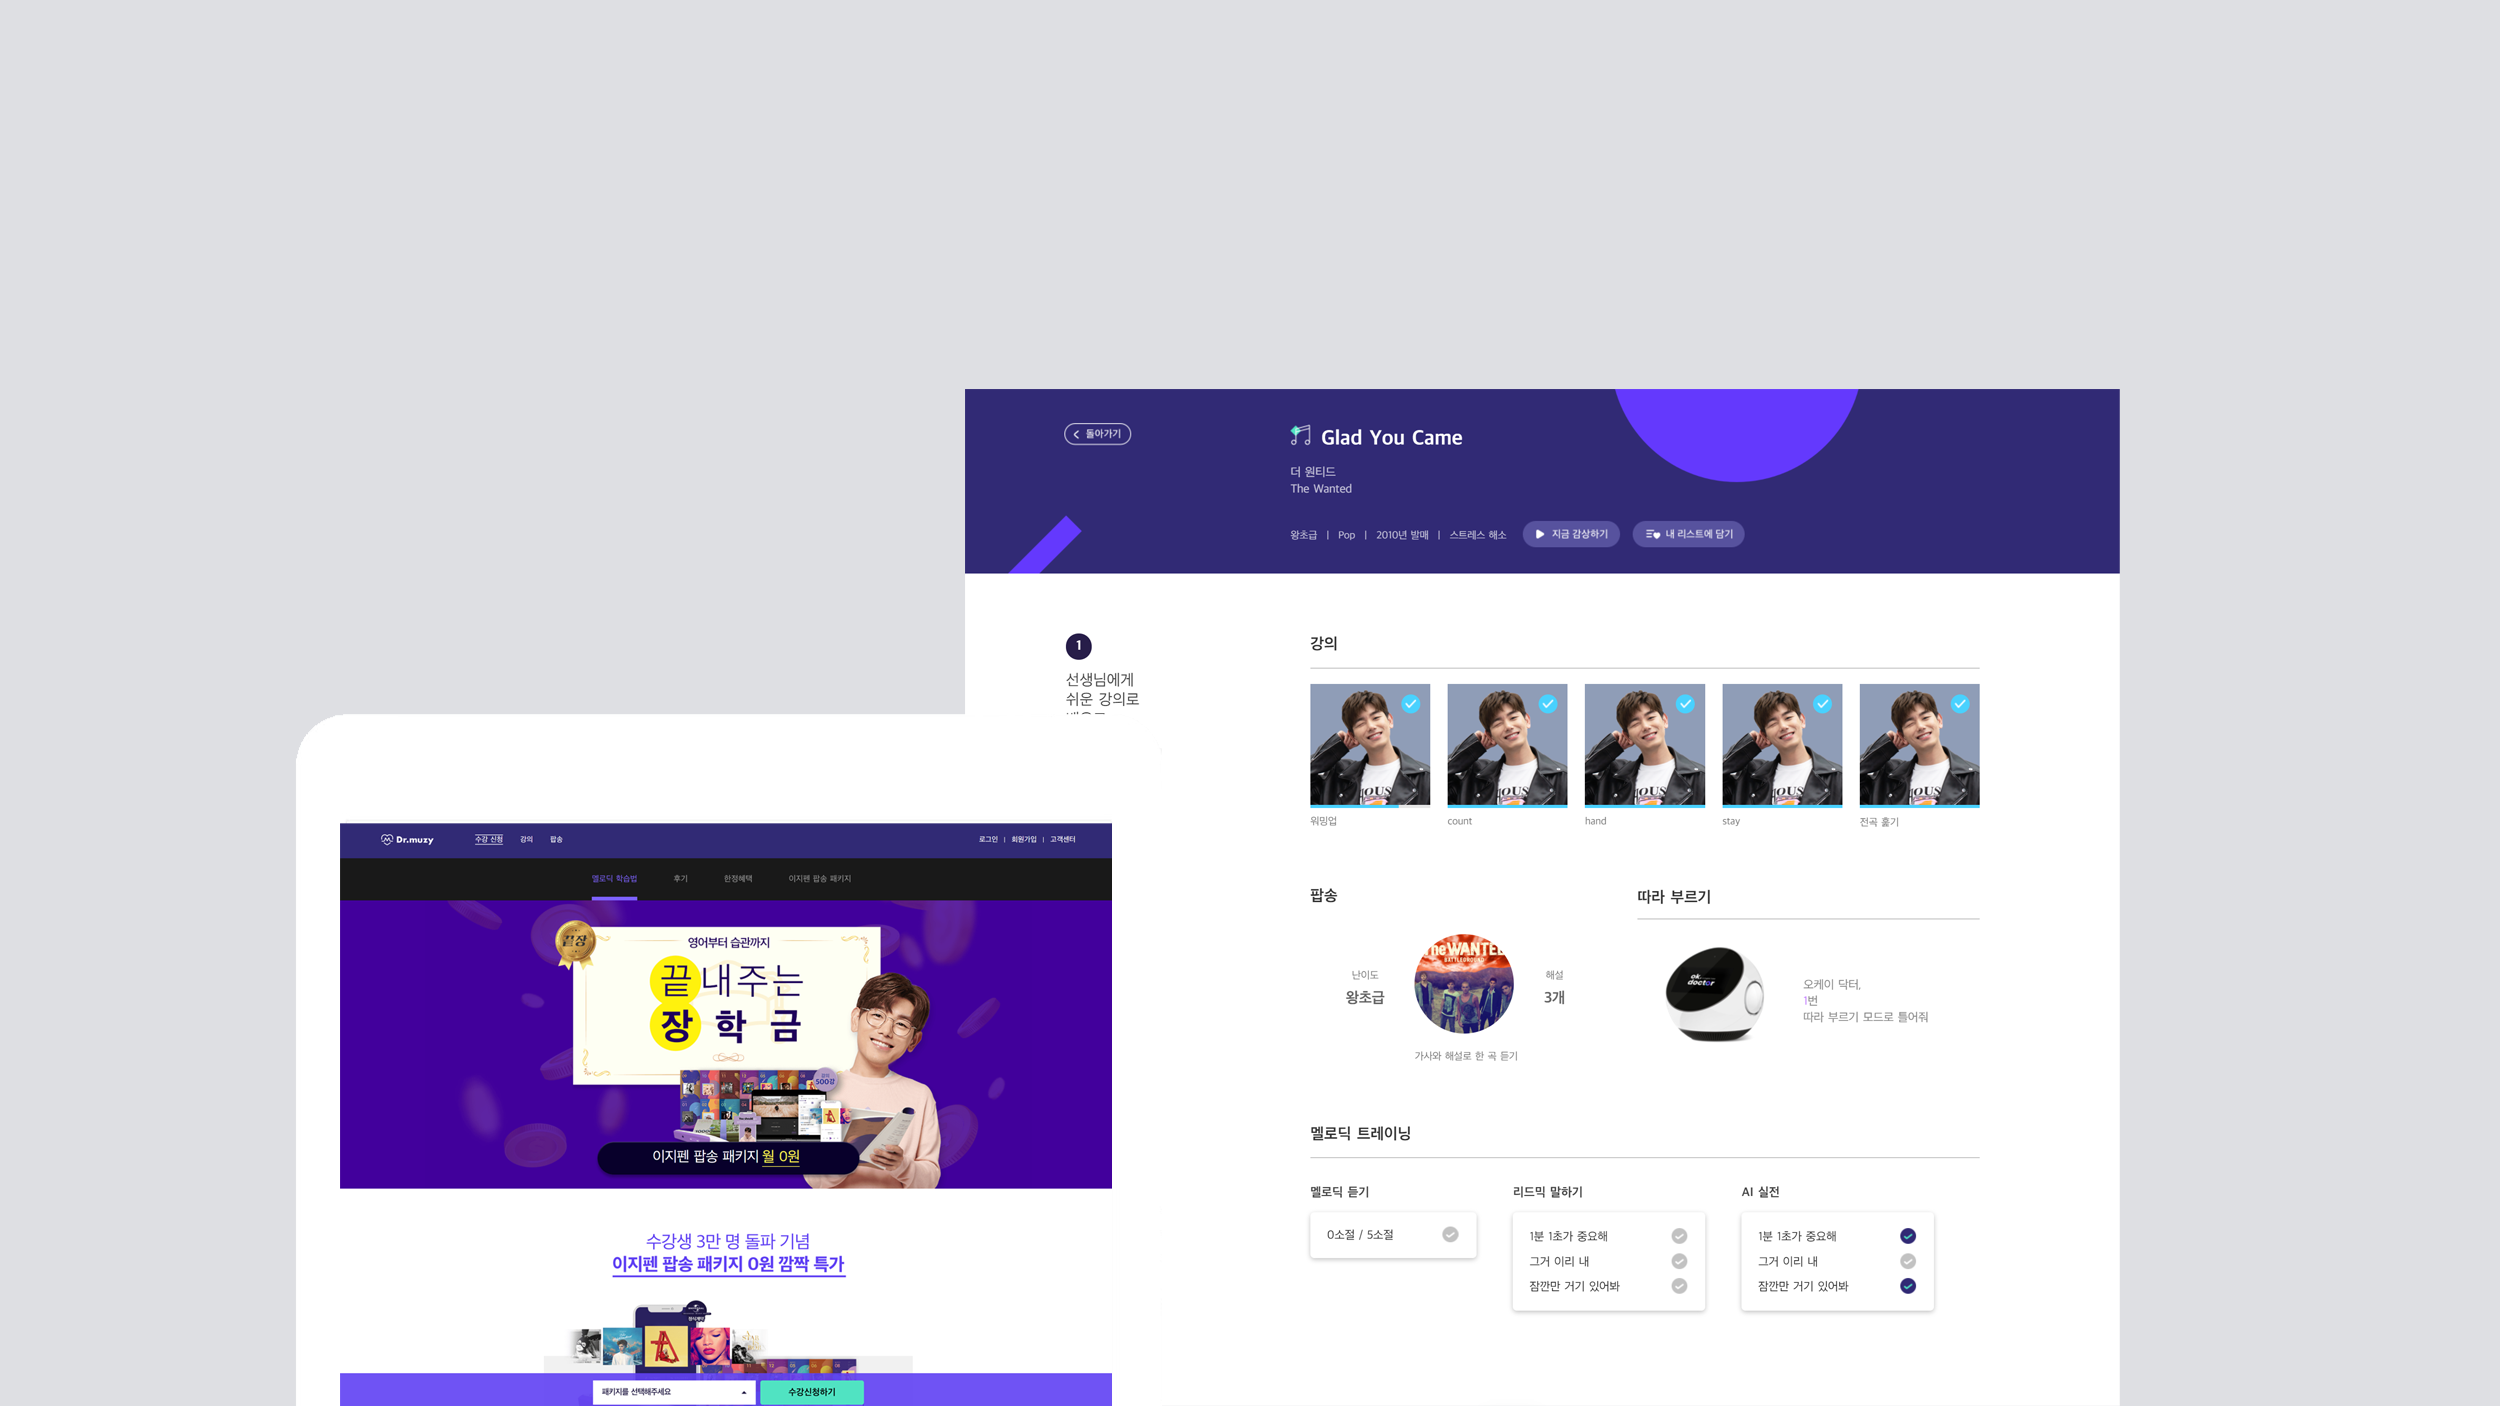 돌아가기
Glad You Came
더 원티드
The Wanted
왕초급 | Pop | 2010년 발매 | 스트레스 해소
지금 감상하기
내 리스트에 담기
1
선생님에게
쉬운 강의로
강의
워밍업
count
hand
stay
전곡 훑기
팝송
난이도
왕초급
The WANTED
BATTLEGROUND
해설
3개
가사와 해설로 한 곡 듣기
따라 부르기
ok
doctor
오케이 닥터,
1번
따라 부르기 모드로 틀어줘
멜로딕 트레이닝
멜로딕 듣기
0소절 / 5소절
리드믹 말하기
1분 1초가 중요해
그거 이리 내
잠깐만 거기 있어봐
AI 실전
1분 1초가 중요해
그거 이리 내
잠깐만 거기 있어봐
Dr.muzy
수강 신청 강의 팝송
로그인 | 회원가입 | 고객센터
멜로딕 학습법 후기 한정혜택 이지펜 팝송 패키지
끝장
영어부터 습관까지
끝내주는
장학금
500강
이지펜 팝송 패키지 월 0원
수강생 3만 명 돌파 기념
이지펜 팝송 패키지 0원 깜짝 특가
패키지를 선택해주세요
수강신청하기